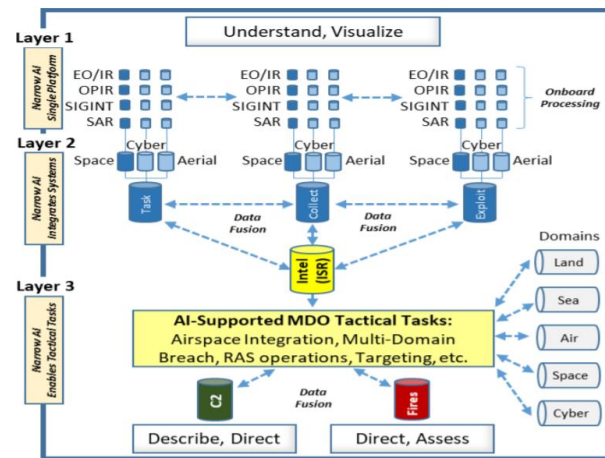 Layer 1
Narrow AI
Single Platform
Understand, Visualize
EO/IR
OPIR
SIGINT
SAR
EO/IR
OPIR
SIGINT
SAR
EO/IR
OPIR
SIGINT
SAR
Onboard
Processing
Layer 2
Narrow AI
Integrates Systems
Cyber
Space
Aerial
Cyber
Space
Aerial
Cyber
Space
Aerial
Task
Collect
Exploit
Data
Fusion
Data
Fusion
Intel
(ISR)
Layer 3
Narrow AI
Enables Tactical Tasks
AI-Supported MDO Tactical Tasks:
Airspace Integration, Multi-Domain
Breach, RAS operations, Targeting, etc.
Domains
Land
Sea
Air
Space
Cyber
C2
Data
Fusion
Fires
Describe, Direct
Direct, Assess